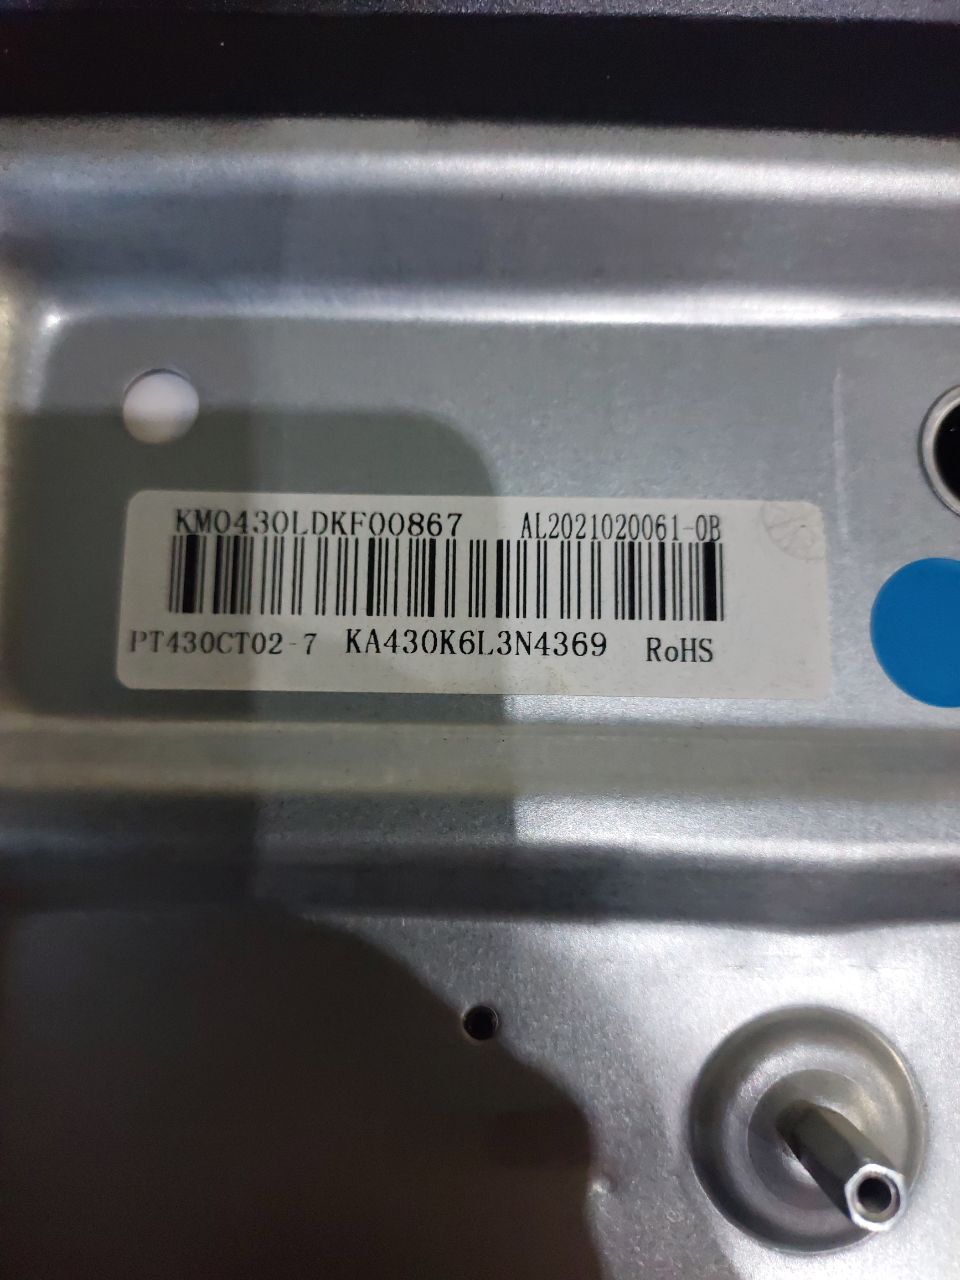 KM0430LDKF00867 AL2021020061-0B
PT430CT02-7 KA430K6L3N4369 RoHS